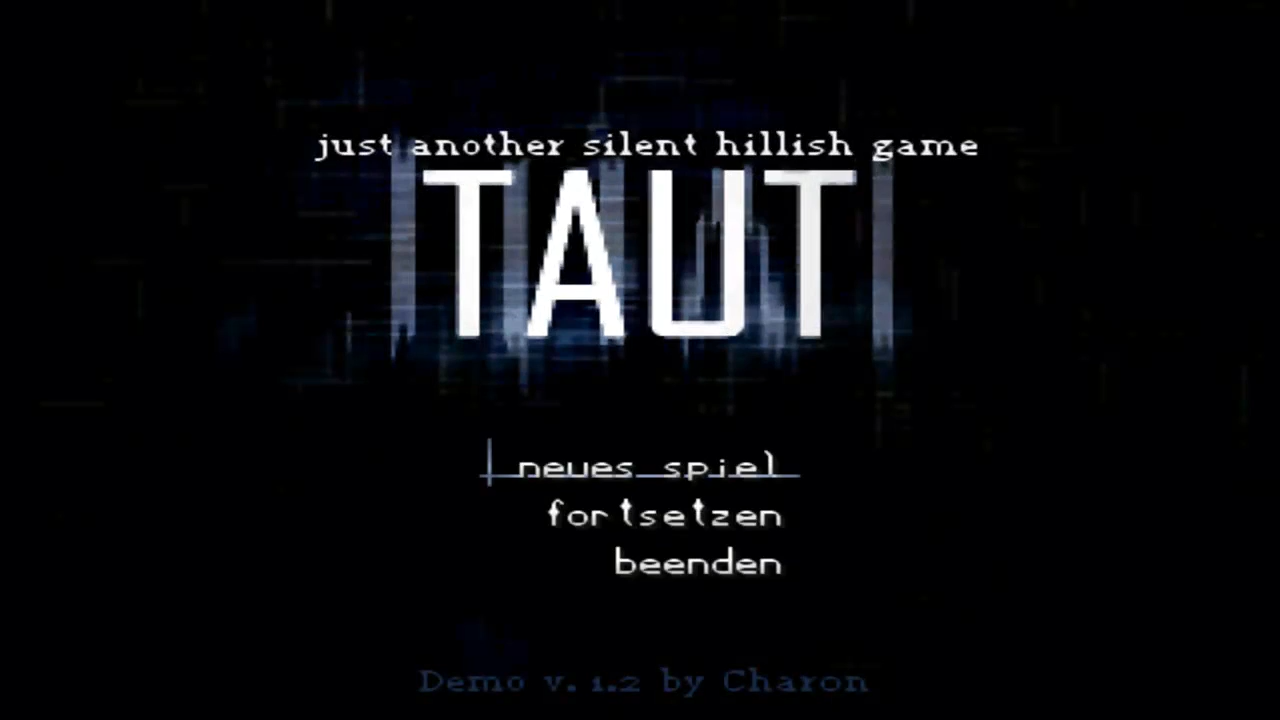 just another silent hillish game
TAUT
neues spiel
fortsetzen
beenden
Demo v. 1.2 by Charon